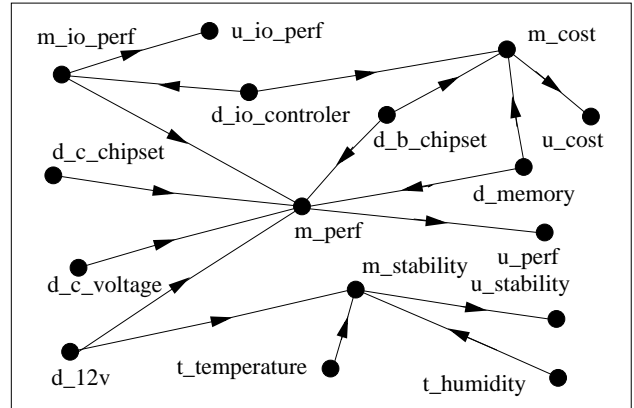 m_io_perf
u_io_perf
m_cost
d_io_controler
d_b_chipset
u_cost
d_c_chipset
d_memory
m_perf
u_perf
m_stability
u_stability
d_c_voltage
t_temperature
d_12v
t_humidity